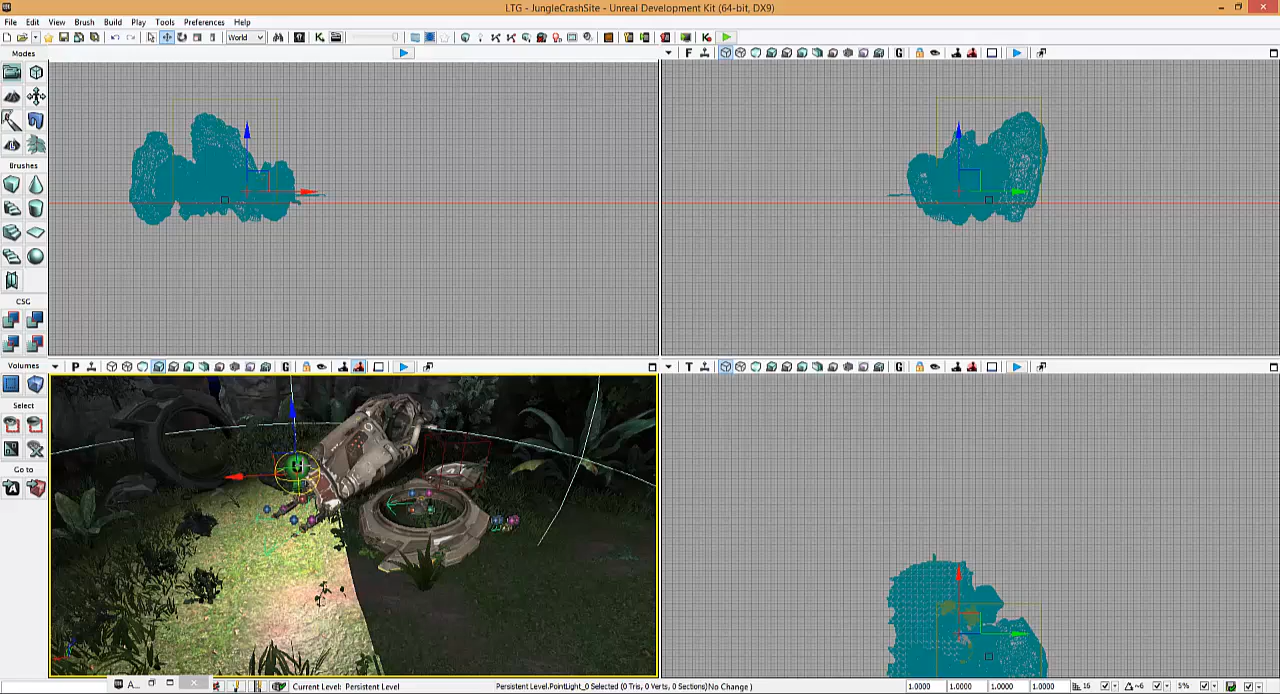 LTG - JungleCrashSite - Unreal Development Kit (64-bit, DX9)
File Edit View Brush Build Play Tools Preferences Help
World
Modes
F
G
Brushes
CSG
Volumes
P
G
T
G
Select
Go to
A...
Current Level: Persistent Level
Persistent Level.PointLight_0 Selected (0 Tris, 0 Verts, 0 Sections)No Change )
1.0000 1.0000 1.0000 1.0000 16 ~6 5%